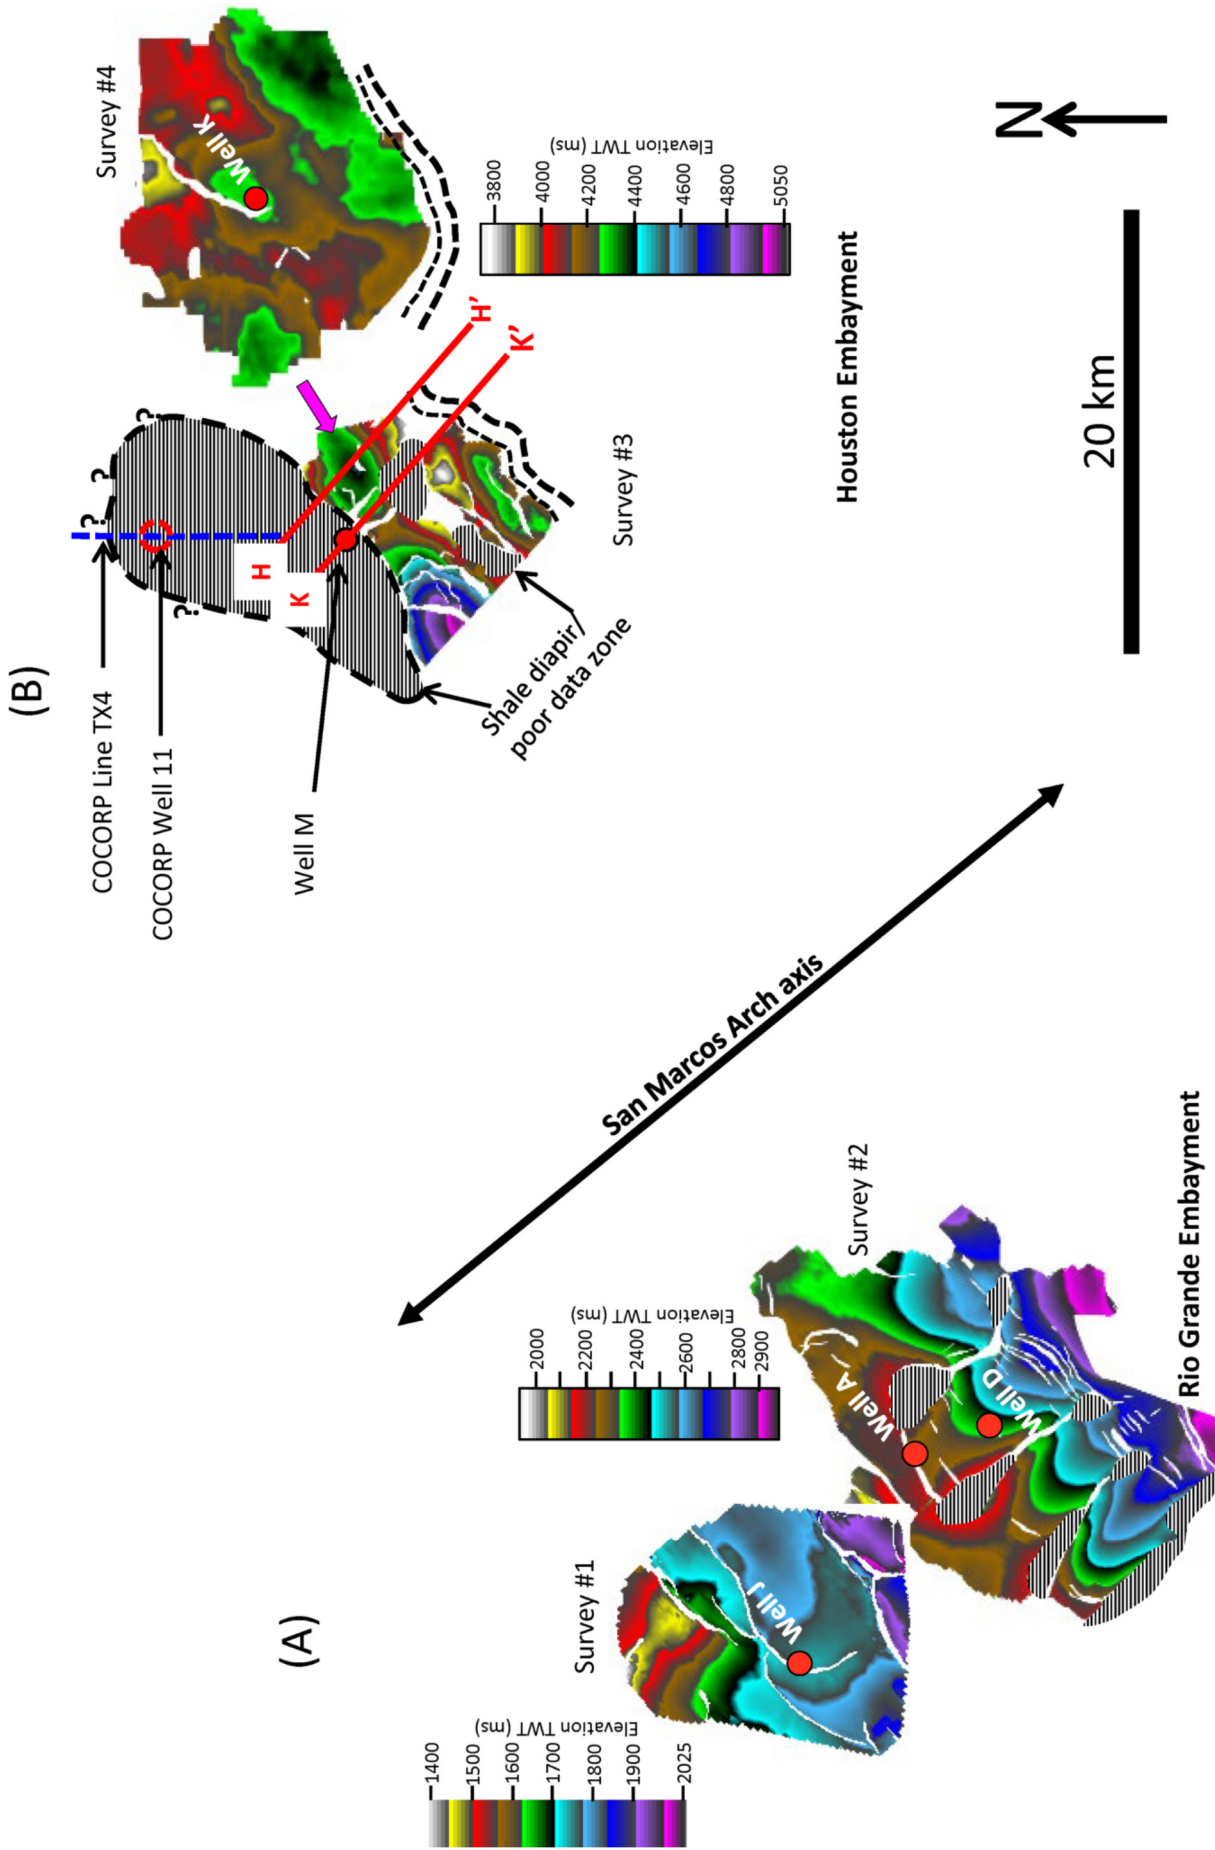 (A)
Survey #1
Well J
1400
1500
1600
1700
1800
1900
2025
Elevation TWT (ms)
Survey #2
Well A
Well D
2000
2200
2400
2600
2800
2900
Elevation TWT (ms)
Rio Grande Embayment
San Marcos Arch axis
(B)
COCORP Line TX4
COCORP Well 11
Well M
? ? ? ?
H
K
H'
K'
Shale diapir/
poor data zone
Survey #3
Survey #4
Well K
3800
4000
4200
4400
4600
4800
5050
Elevation TWT (ms)
Houston Embayment
20 km
N